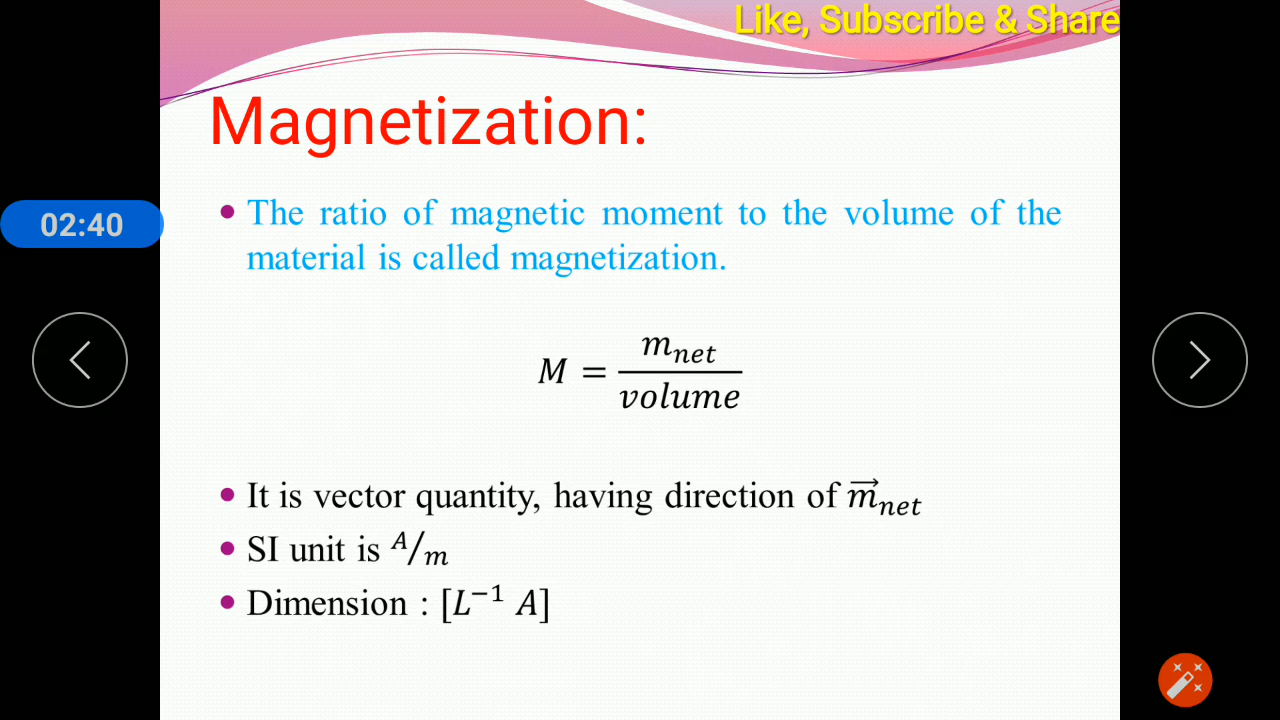 Like, Subscribe & Share
Magnetization:
02:40
• The ratio of magnetic moment to the volume of the
material is called magnetization.
M = m_net / volume
• It is vector quantity, having direction of m⃗_net
• SI unit is A/m
• Dimension : [L⁻¹ A]